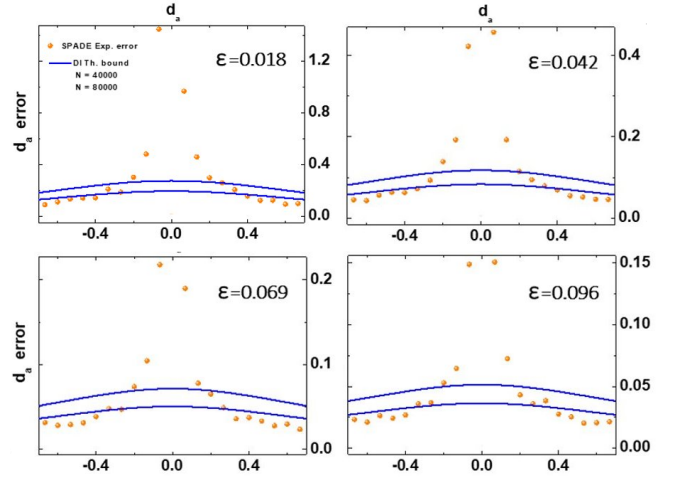 d_a
d_a
SPADE Exp. error
DI Th. bound
N = 40000
N = 80000
ε=0.018
1.2
0.8
0.4
0.0
-0.4
0.0
0.4
d_a error
ε=0.042
0.4
0.2
0.0
-0.4
0.0
0.4
ε=0.069
0.2
0.1
0.0
-0.4
0.0
0.4
d_a error
ε=0.096
0.15
0.10
0.05
0.00
-0.4
0.0
0.4